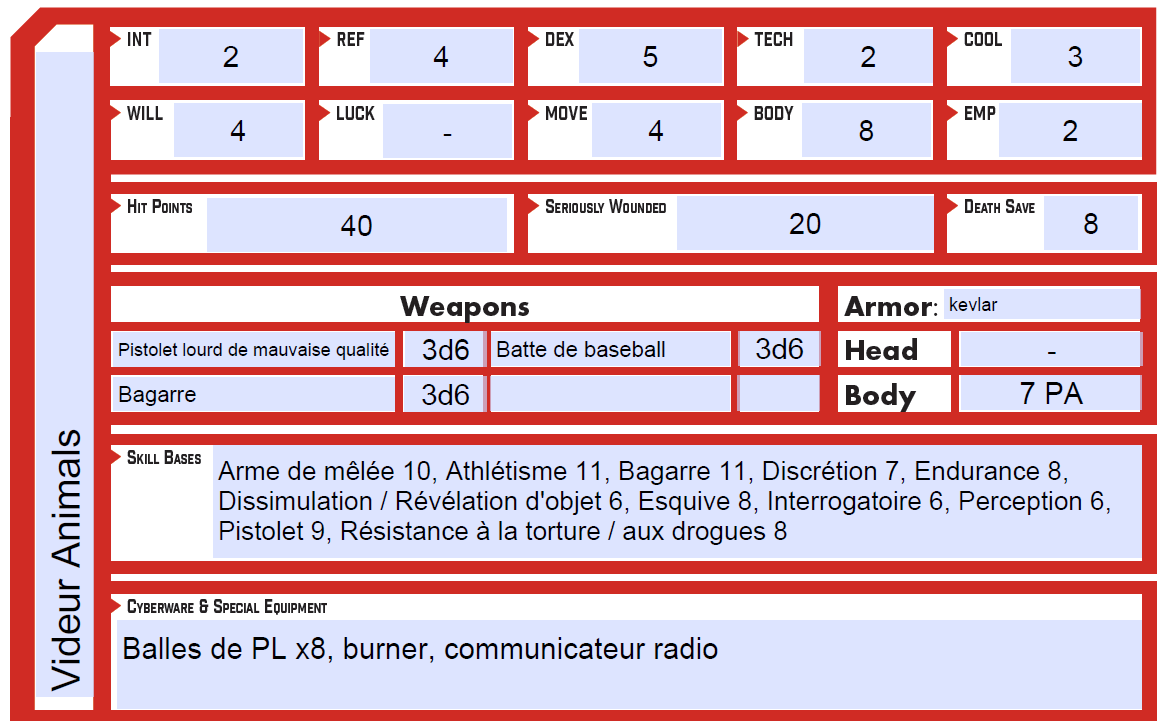 Videur Animals
INT 2 REF 4 DEX 5 TECH 2 COOL 3
WILL 4 LUCK - MOVE 4 BODY 8 EMP 2
Hit Points 40 Seriously Wounded 20 Death Save 8
Weapons
Pistolet lourd de mauvaise qualité 3d6 Batte de baseball 3d6
Bagarre 3d6
Armor: kevlar
Head -
Body 7 PA
Skill Bases
Arme de mêlée 10, Athlétisme 11, Bagarre 11, Discrétion 7, Endurance 8,
Dissimulation / Révélation d'objet 6, Esquive 8, Interrogatoire 6, Perception 6,
Pistolet 9, Résistance à la torture / aux drogues 8
Cyberware & Special Equipment
Balles de PL x8, burner, communicateur radio